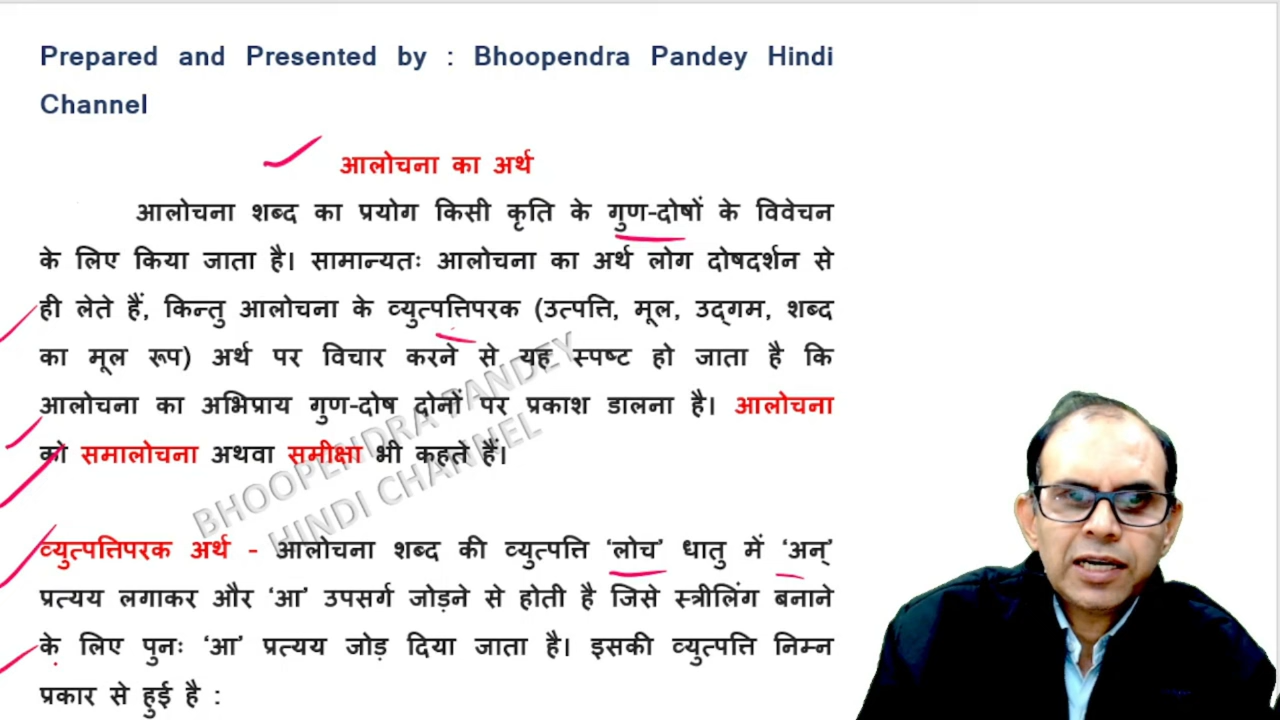 Prepared and Presented by : Bhoopendra Pandey Hindi
Channel
आलोचना का अर्थ
आलोचना शब्द का प्रयोग किसी कृति के गुण-दोषों के विवेचन
के लिए किया जाता है। सामान्यतः आलोचना का अर्थ लोग दोषदर्शन से
ही लेते हैं, किन्तु आलोचना के व्युत्पत्तिपरक (उत्पत्ति, मूल, उद्गम, शब्द
का मूल रूप) अर्थ पर विचार करने से यह स्पष्ट हो जाता है कि
आलोचना का अभिप्राय गुण-दोष दोनों पर प्रकाश डालना है। आलोचना
को समालोचना अथवा समीक्षा भी कहते हैं।
BHOOPENDRA PANDEY
HINDI CHANNEL
व्युत्पत्तिपरक अर्थ - आलोचना शब्द की व्युत्पत्ति ‘लोच’ धातु में ‘अन्’
प्रत्यय लगाकर और ‘आ’ उपसर्ग जोड़ने से होती है जिसे स्त्रीलिंग बनाने
के लिए पुनः ‘आ’ प्रत्यय जोड़ दिया जाता है। इसकी व्युत्पत्ति निम्न
प्रकार से हुई है :